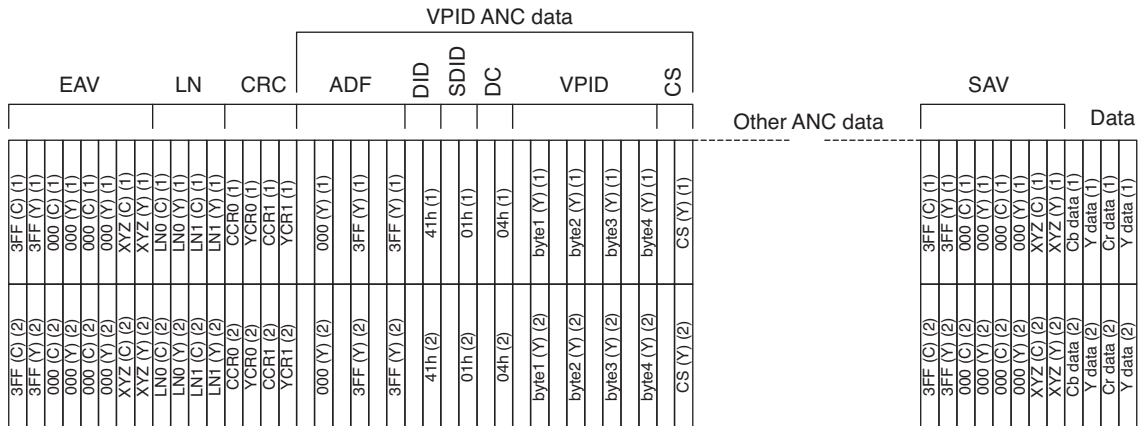 VPID ANC data
EAV
LN
CRC
ADF
DID
SDID
DC
VPID
CS
Other ANC data
SAV
Data
3FF (C) (1)
3FF (Y) (1)
000 (C) (1)
000 (Y) (1)
000 (C) (1)
000 (Y) (1)
XYZ (C) (1)
XYZ (Y) (1)
LN0 (C) (1)
LN0 (Y) (1)
LN1 (C) (1)
LN1 (Y) (1)
CCR0 (1)
YCR0 (1)
CCR1 (1)
YCR1 (1)
000 (Y) (1)
3FF (Y) (1)
3FF (Y) (1)
41h (1)
01h (1)
04h (1)
byte1 (Y) (1)
byte2 (Y) (1)
byte3 (Y) (1)
byte4 (Y) (1)
CS (Y) (1)
3FF (C) (1)
3FF (Y) (1)
000 (C) (1)
000 (C) (1)
000 (Y) (1)
000 (Y) (1)
XYZ (C) (1)
XYZ (Y) (1)
Cb data (1)
Y data (1)
Cr data (1)
Y data (1)
3FF (C) (2)
3FF (Y) (2)
000 (C) (2)
000 (Y) (2)
000 (C) (2)
000 (Y) (2)
XYZ (C) (2)
XYZ (Y) (2)
LN0 (C) (2)
LN0 (Y) (2)
LN1 (C) (2)
LN1 (Y) (2)
CCR0 (2)
YCR0 (2)
CCR1 (2)
YCR1 (2)
000 (Y) (2)
3FF (Y) (2)
3FF (Y) (2)
41h (2)
01h (2)
04h (2)
byte1 (Y) (2)
byte2 (Y) (2)
byte3 (Y) (2)
byte4 (Y) (2)
CS (Y) (2)
3FF (C) (2)
3FF (Y) (2)
000 (C) (2)
000 (C) (2)
000 (Y) (2)
000 (Y) (2)
XYZ (C) (2)
XYZ (Y) (2)
Cb data (2)
Y data (2)
Cr data (2)
Y data (2)